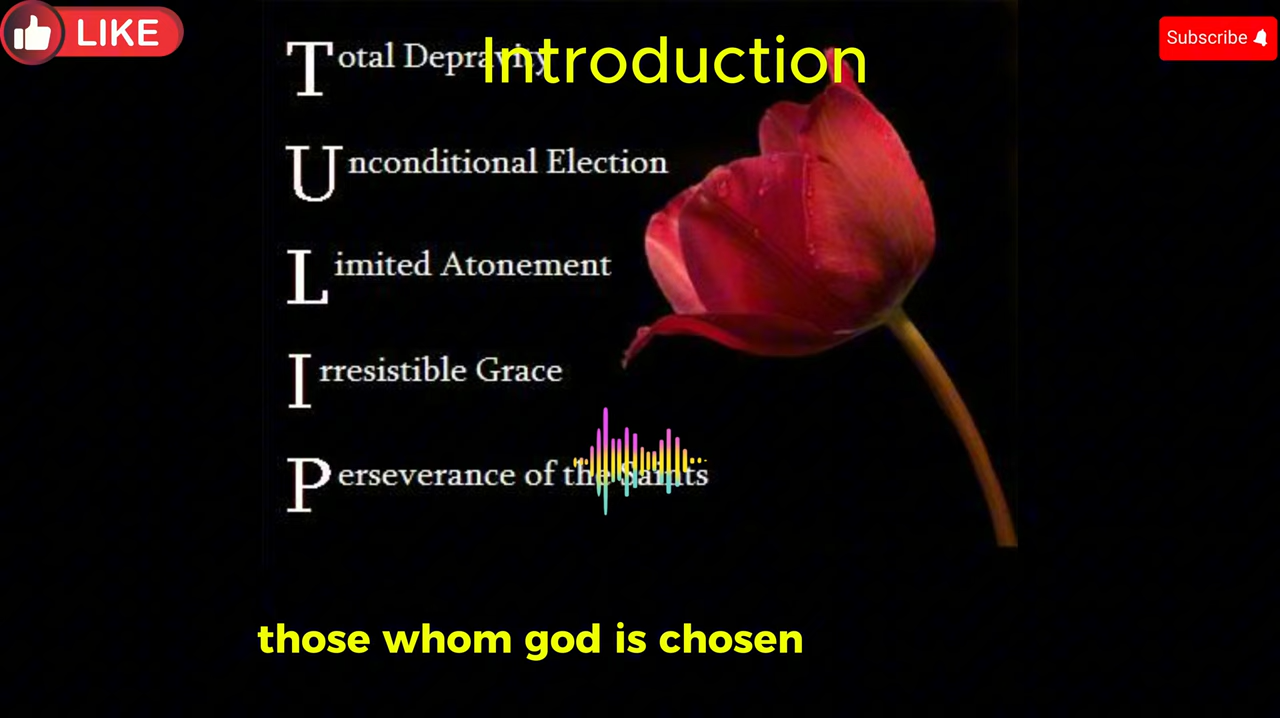 LIKE
Introduction
Subscribe
Total Depravity
Unconditional Election
Limited Atonement
Irresistible Grace
Perseverance of the Saints
those whom god is chosen